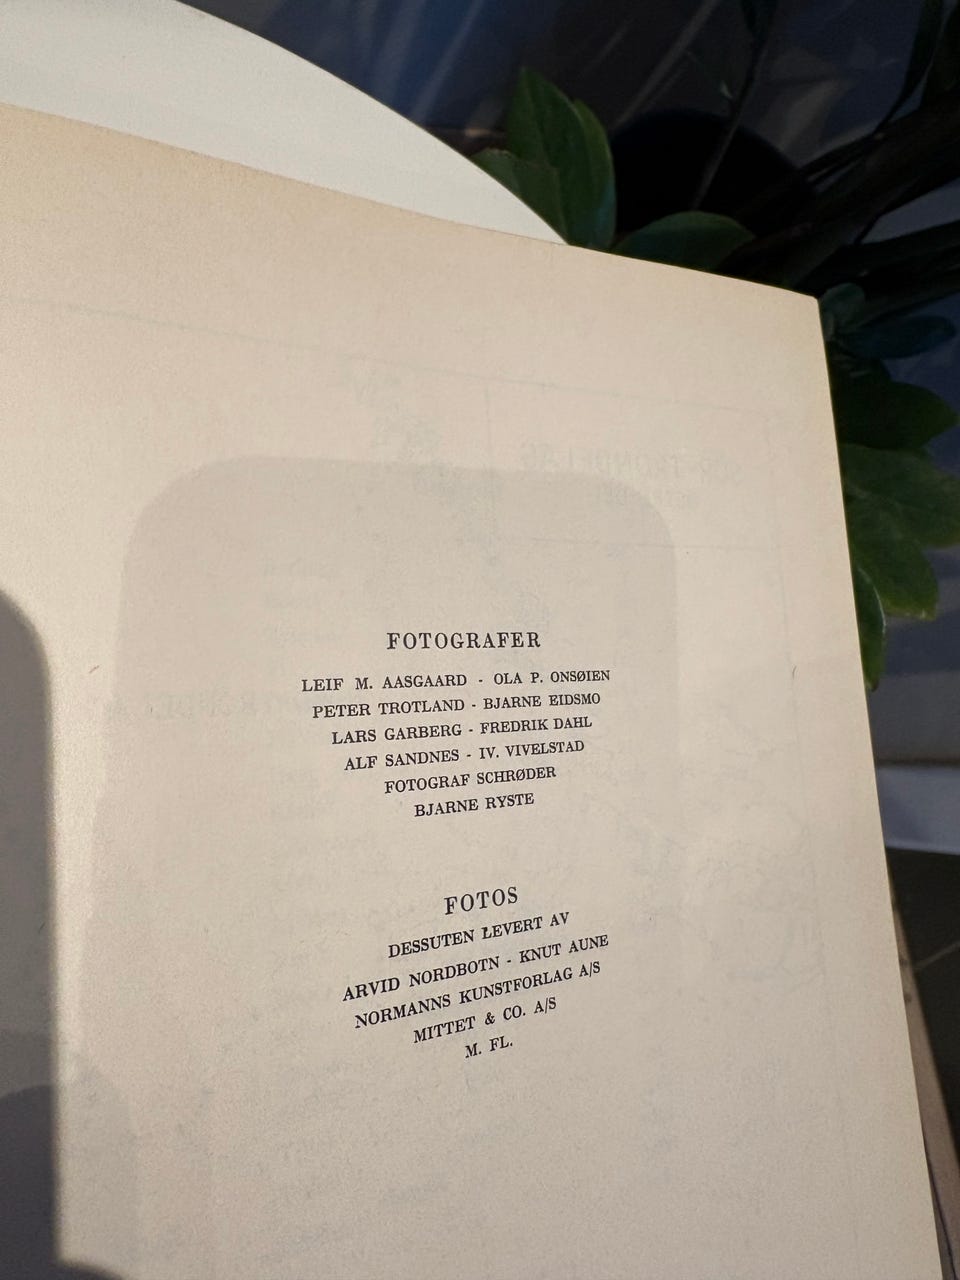 FOTOGRAFER
LEIF M. AASGAARD - OLA P. ONSØIEN
PETER TROTLAND - BJARNE EIDSMO
LARS GARBERG - FREDRIK DAHL
ALF SANDNES - IV. VIVELSTAD
FOTOGRAF SCHRØDER
BJARNE RYSTE
FOTOS
DESSUTEN LEVERT AV
ARVID NORDBOTN - KNUT AUNE
NORMANNS KUNSTFORLAG A/S
MITTET & CO. A/S
M. FL.